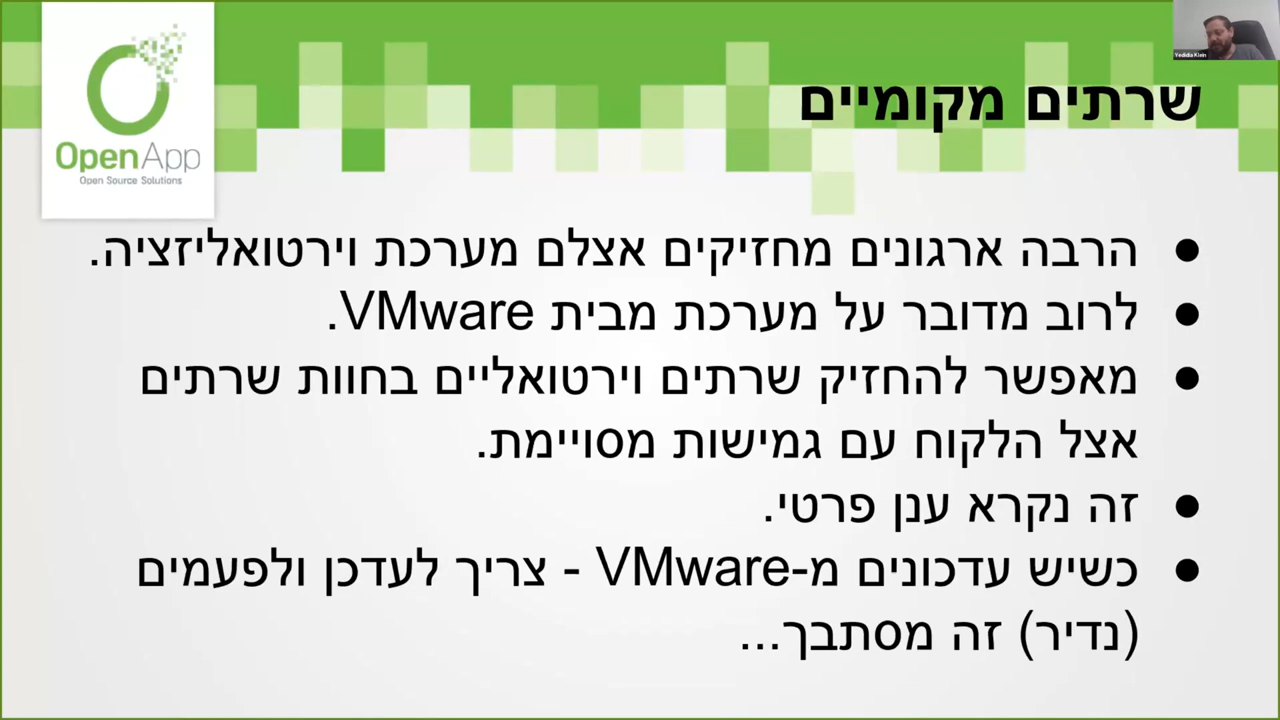 OpenApp
Open Source Solutions
Yedidia Klein
שרתים מקומיים
● הרבה ארגונים מחזיקים אצלם מערכת וירטואליזציה.
● לרוב מדובר על מערכת מבית VMware.
● מאפשר להחזיק שרתים וירטואליים בחוות שרתים
אצל הלקוח עם גמישות מסויימת.
● זה נקרא ענן פרטי.
● כשיש עדכונים מ-VMware - צריך לעדכן ולפעמים
(נדיר) זה מסתבך...